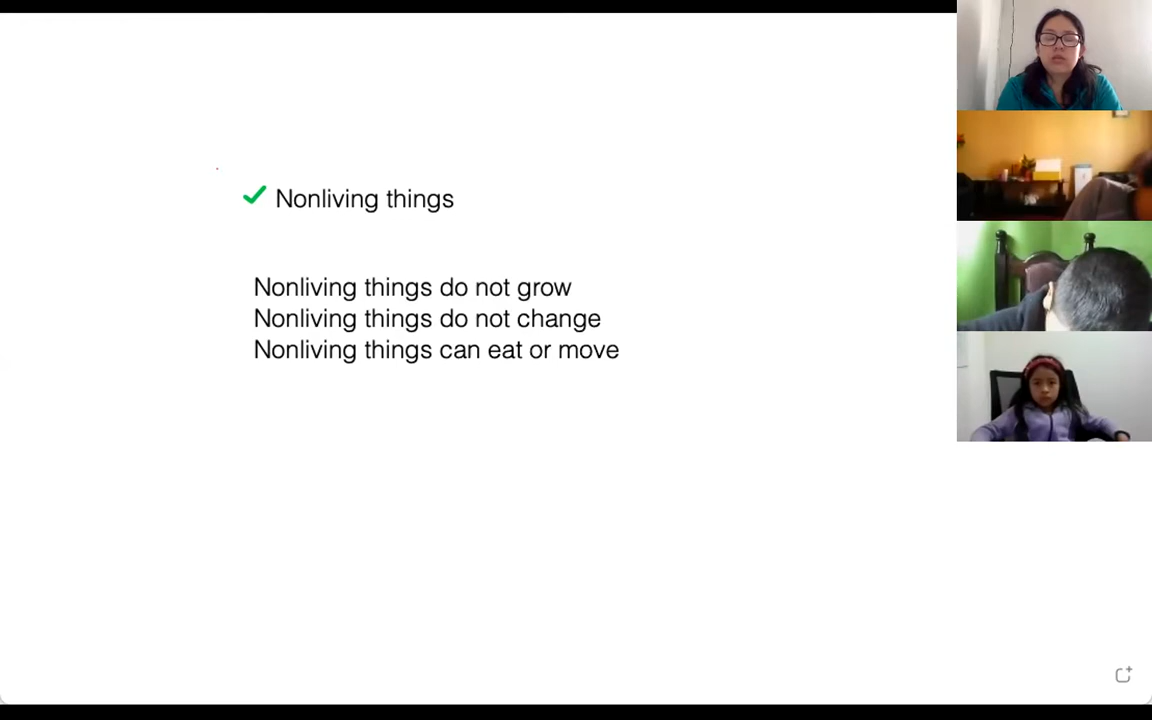 Nonliving things
Nonliving things do not grow
Nonliving things do not change
Nonliving things can eat or move